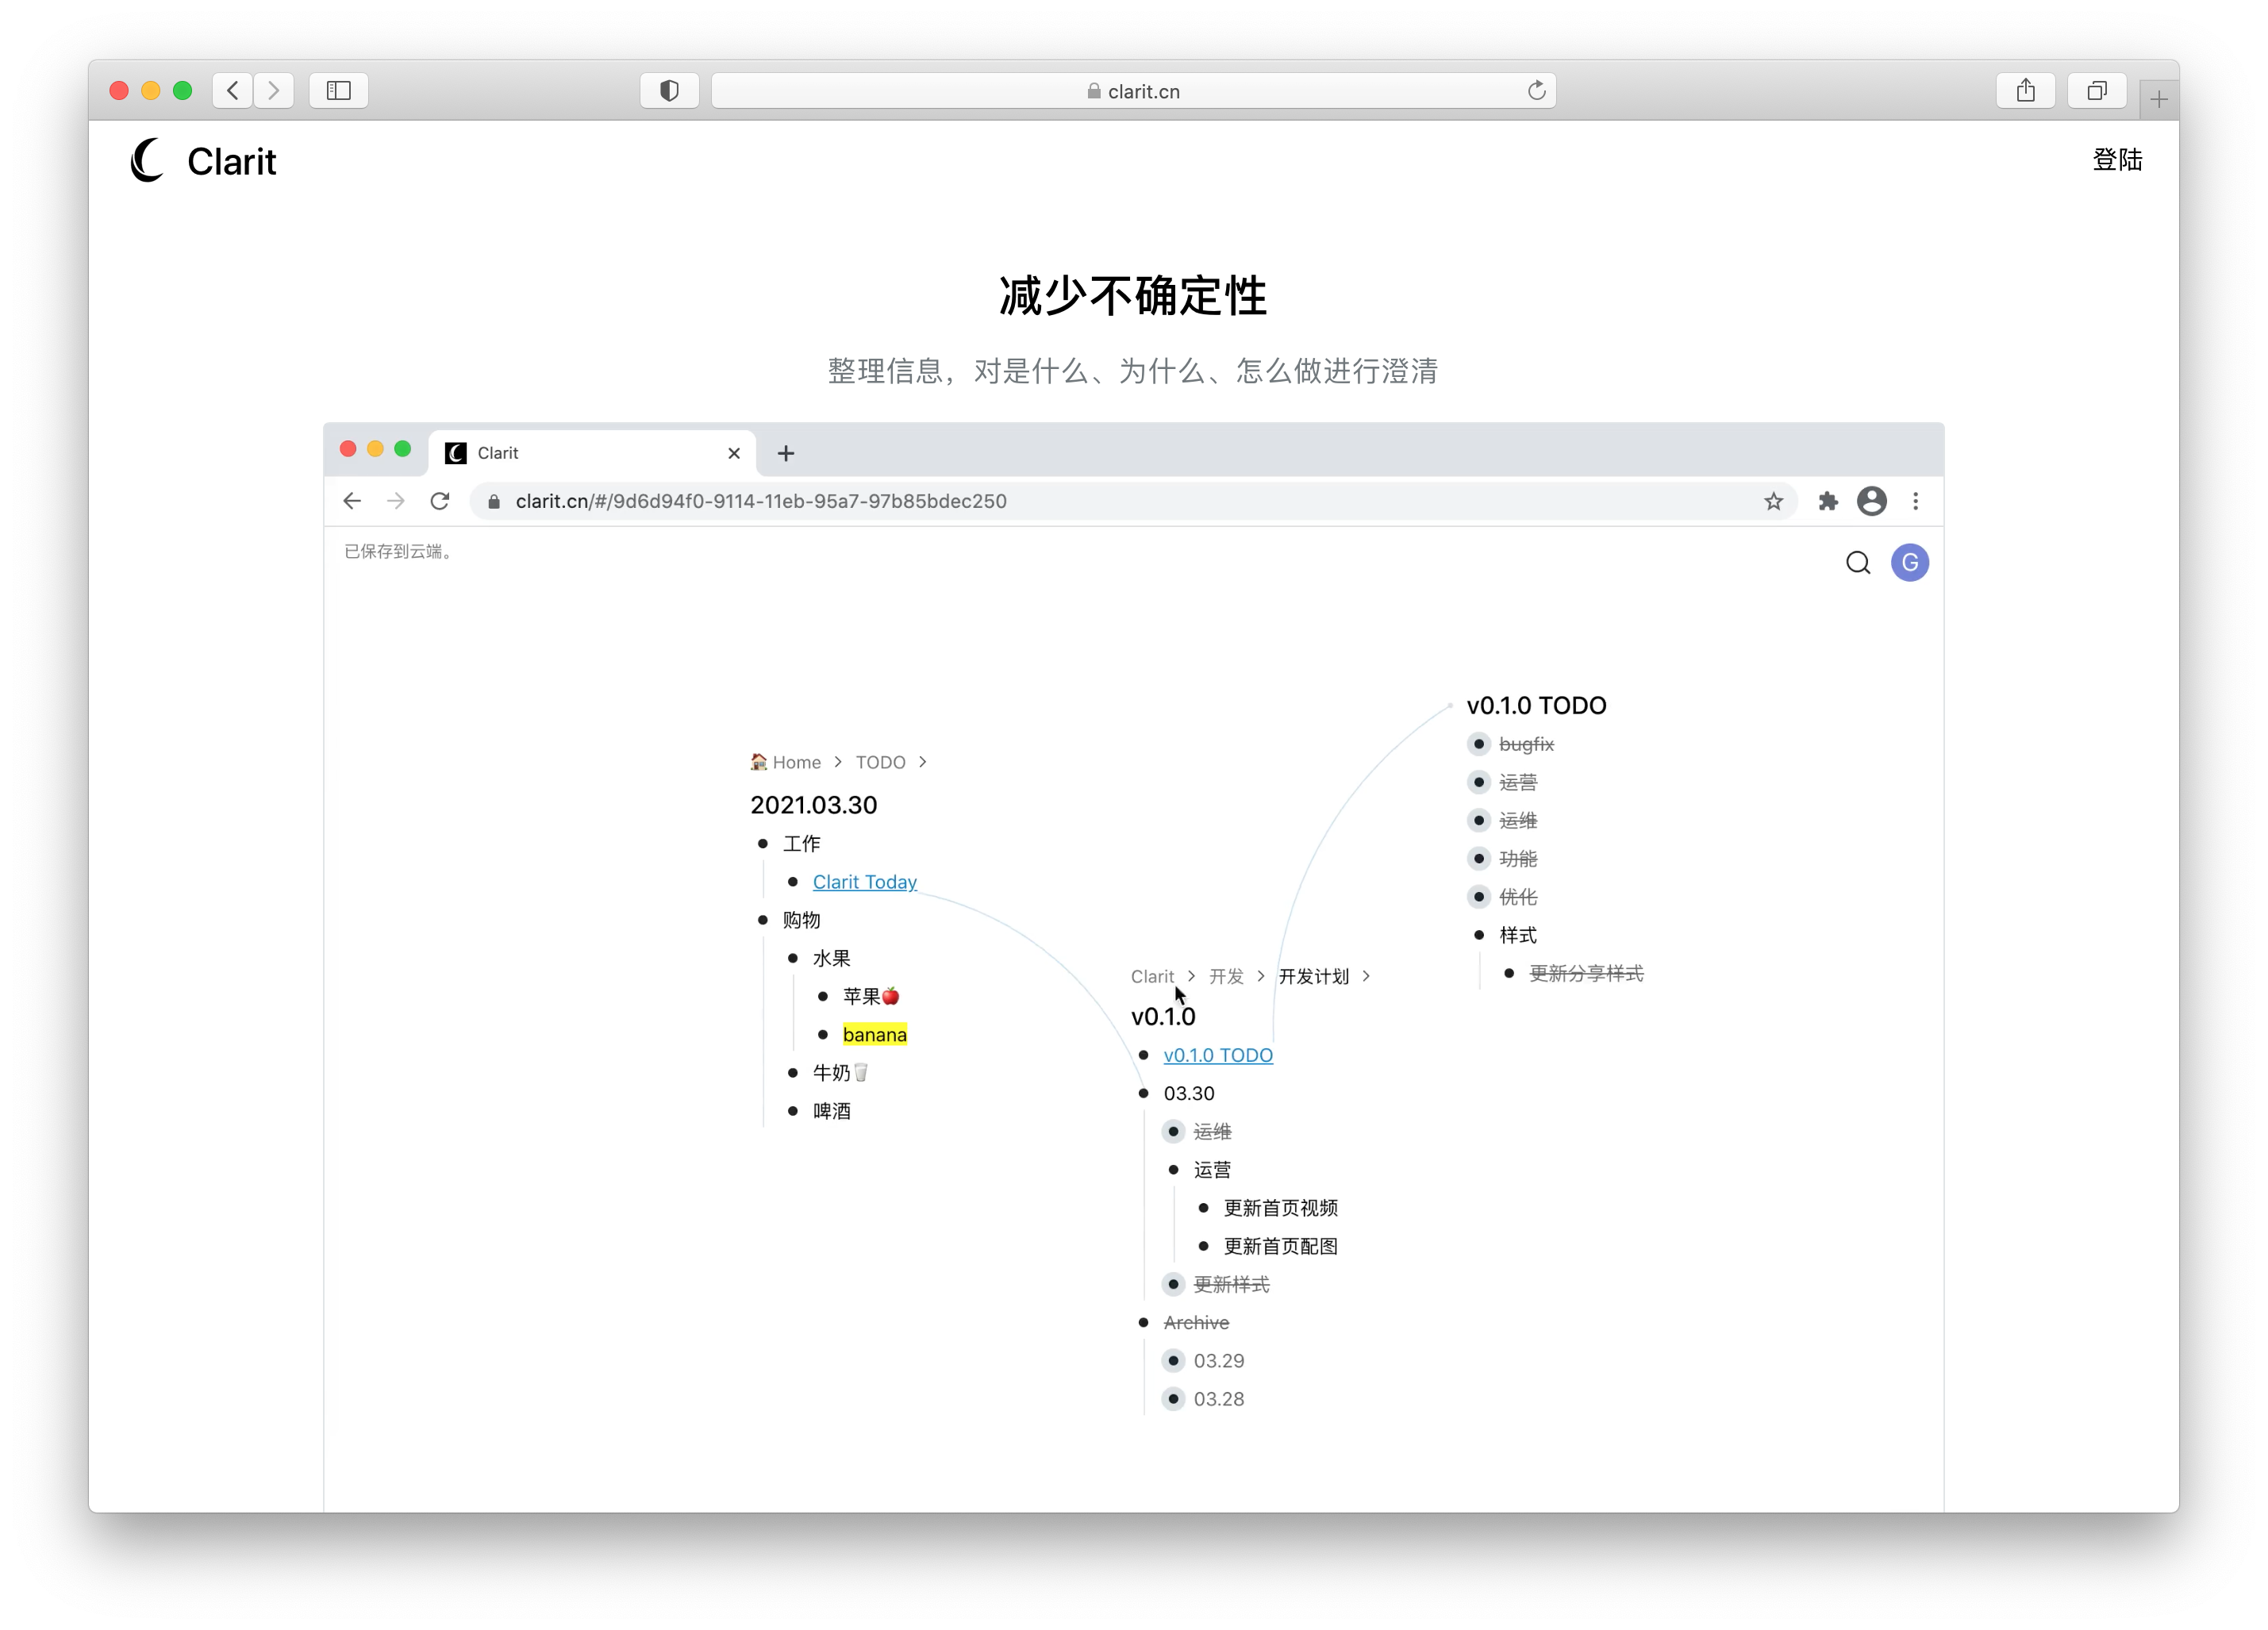 clarit.cn
Clarit
登陆
减少不确定性
整理信息，对是什么、为什么、怎么做进行澄清
Clarit
clarit.cn/#/9d6d94f0-9114-11eb-95a7-97b85bdec250
已保存到云端。
G
🏠 Home > TODO >
2021.03.30
工作
Clarit Today
购物
水果
苹果🍎
banana
牛奶🥛
啤酒
Clarit > 开发 > 开发计划 >
v0.1.0
v0.1.0 TODO
03.30
运维
运营
更新首页视频
更新首页配图
更新样式
Archive
03.29
03.28
v0.1.0 TODO
bugfix
运营
运维
功能
优化
样式
更新分享样式